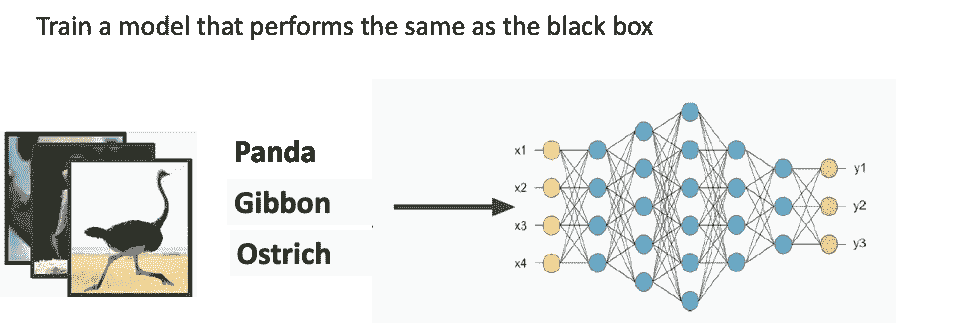 Train a model that performs the same as the black box
Panda
Gibbon
Ostrich
x1
x2
x3
x4
y1
y2
y3